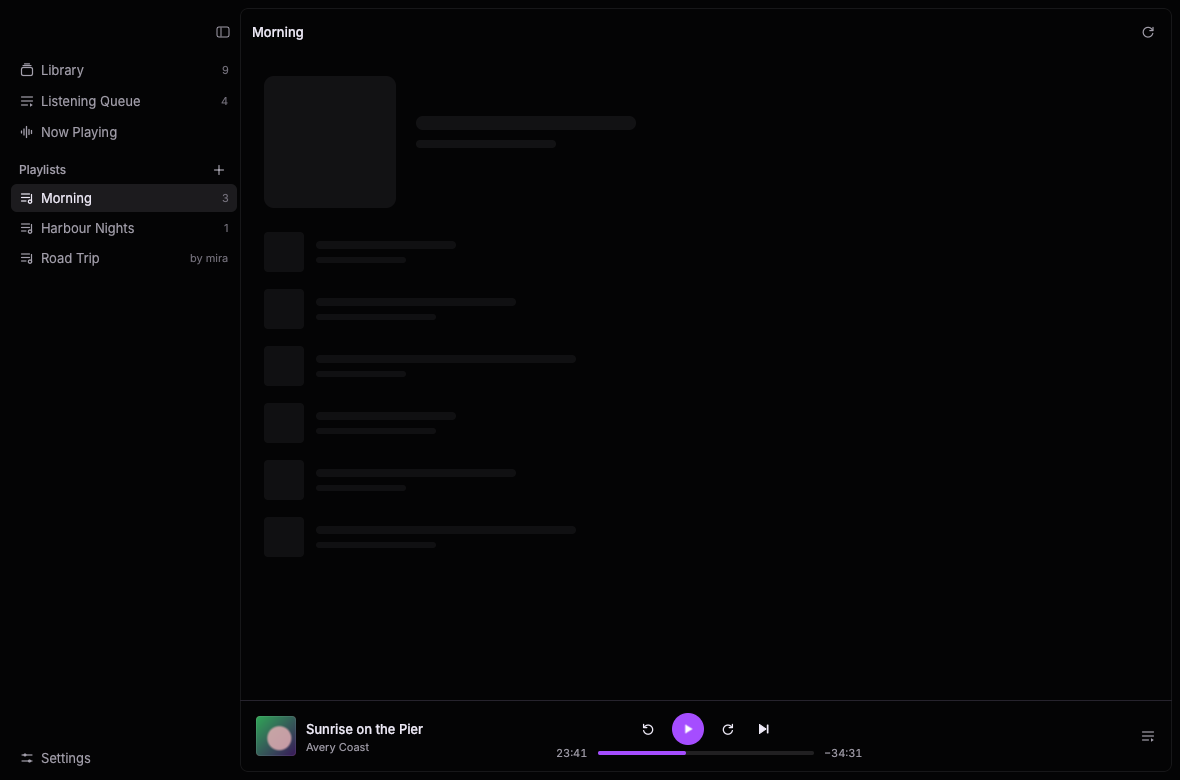 Library 9
Listening Queue 4
Now Playing
Playlists
Morning 3
Harbour Nights 1
Road Trip by mira
Settings
Morning
Sunrise on the Pier
Avery Coast
23:41 −34:31